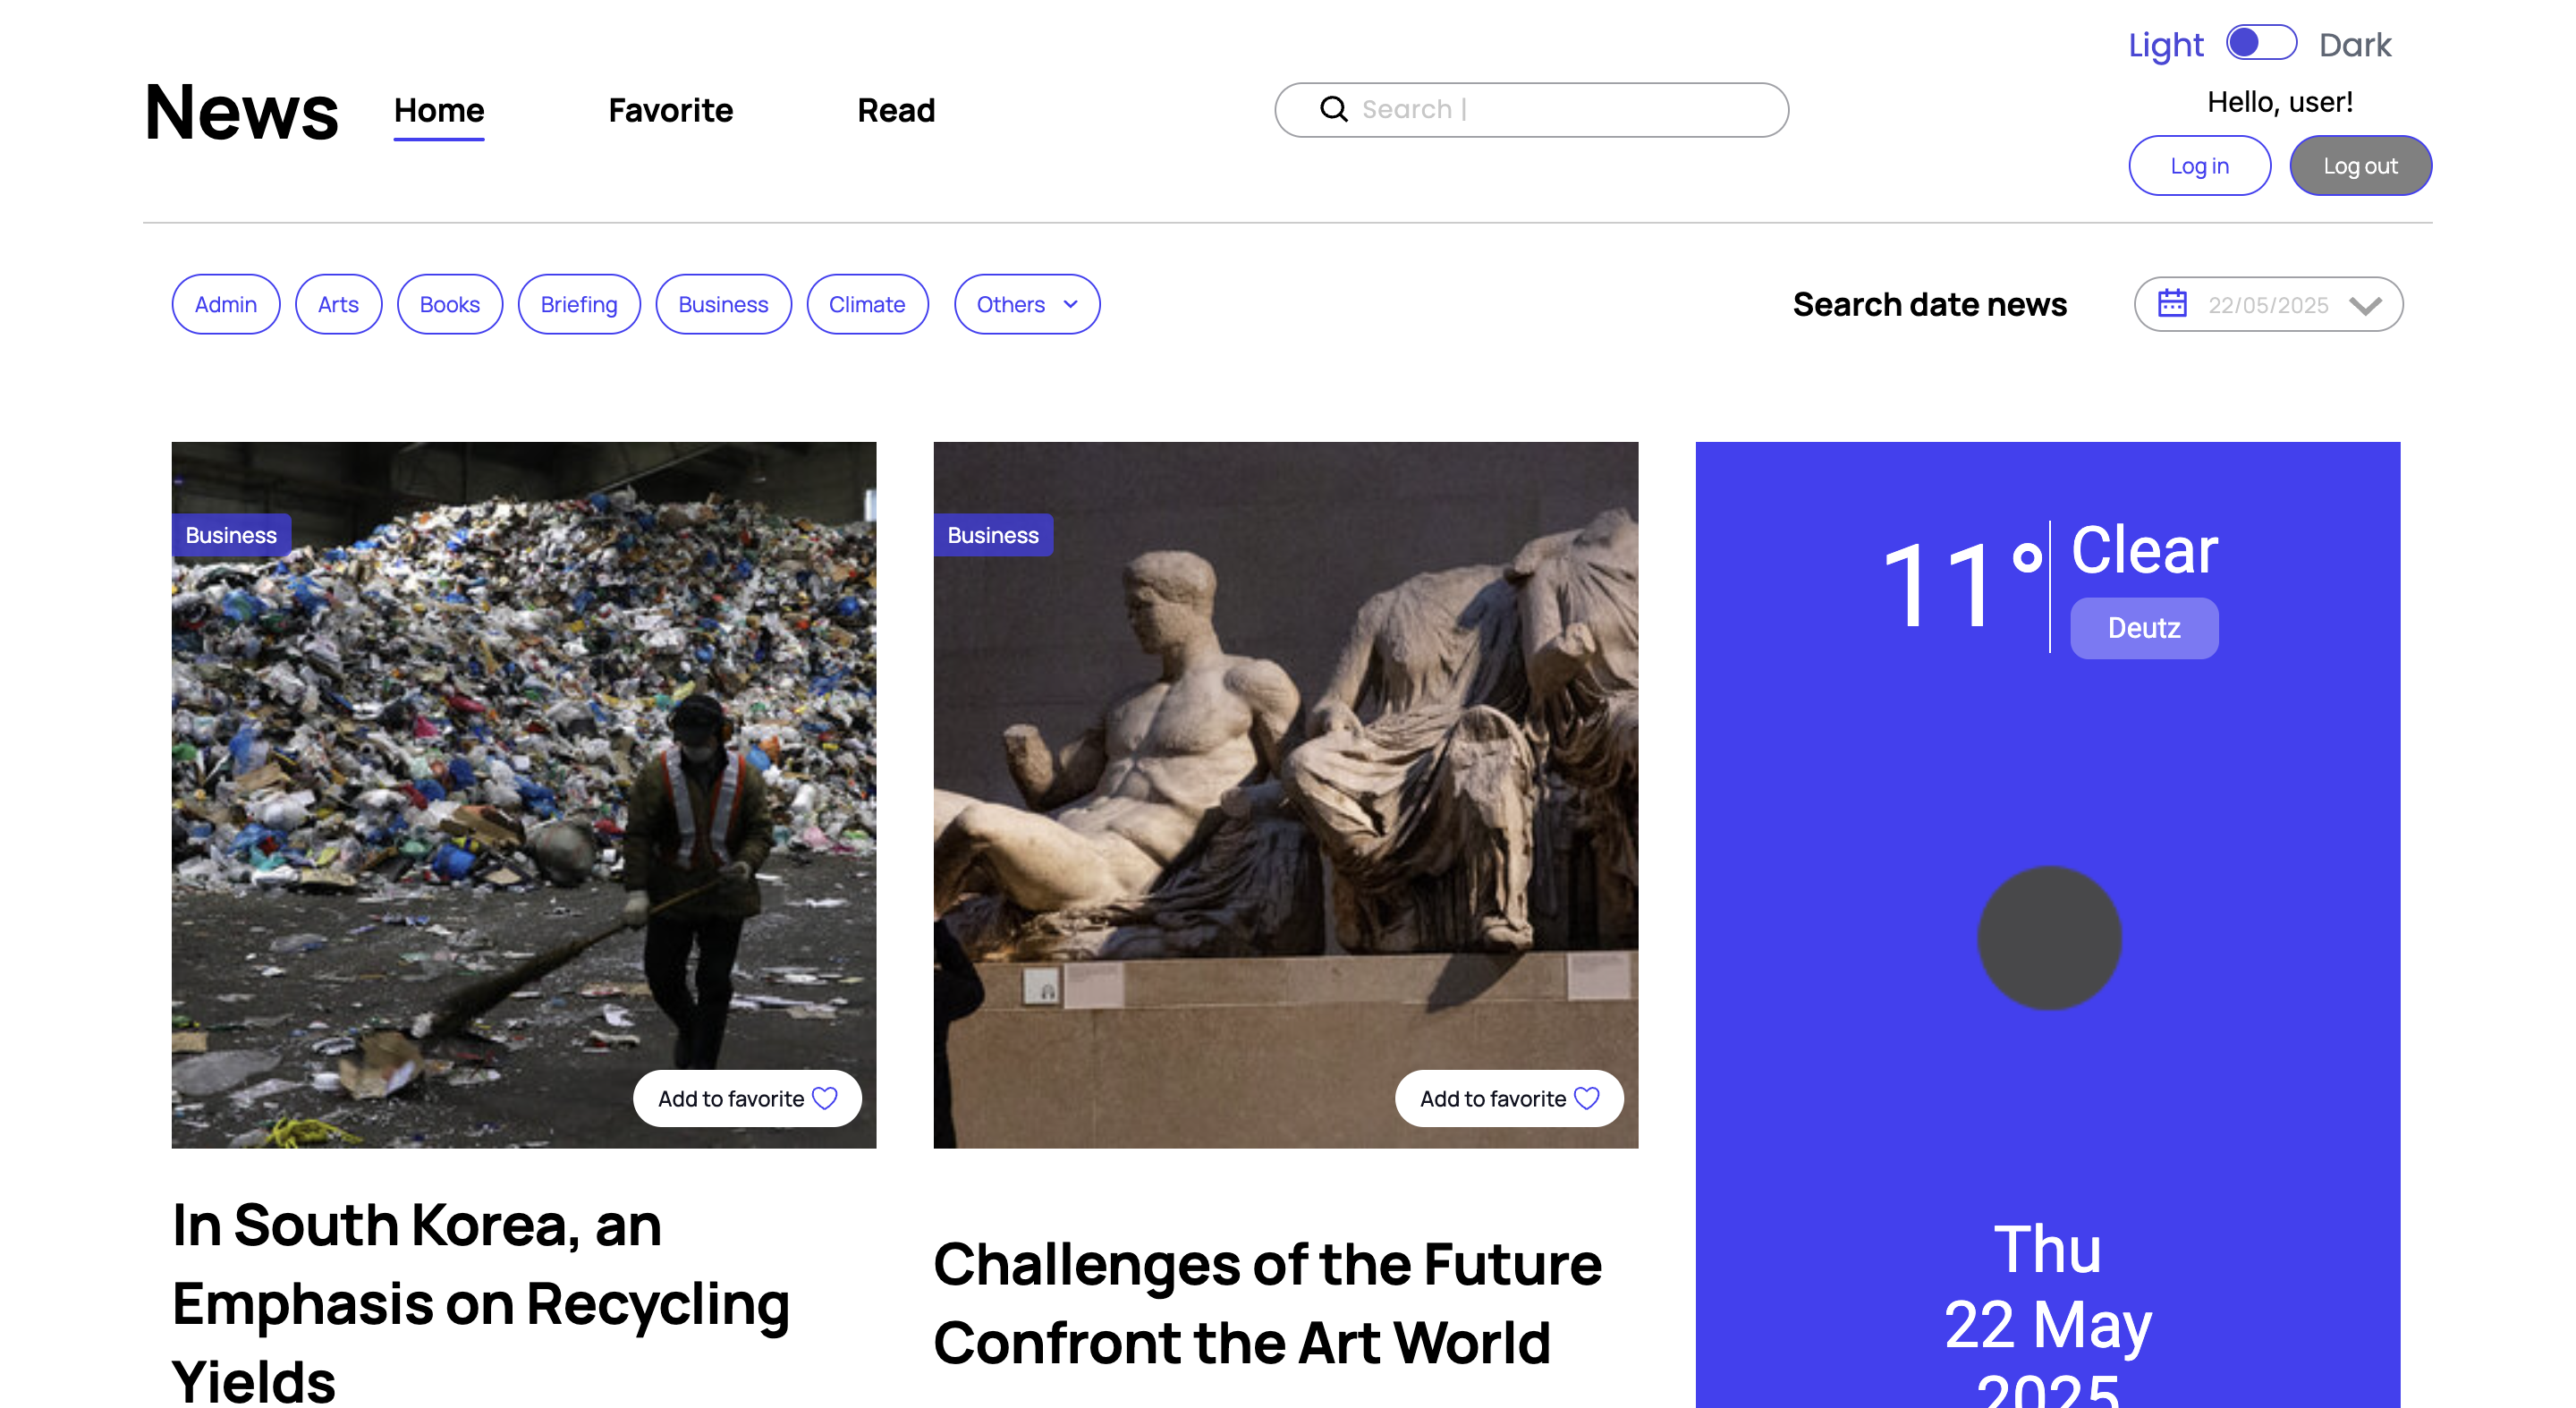 Light Dark
News Home Favorite Read Search |
Hello, user!
Log in Log out
Admin Arts Books Briefing Business Climate Others
Search date news 22/05/2025
Business
Add to favorite
In South Korea, an
Emphasis on Recycling
Yields
Business
Add to favorite
Challenges of the Future
Confront the Art World
11° Clear
Deutz
Thu
22 May
2025